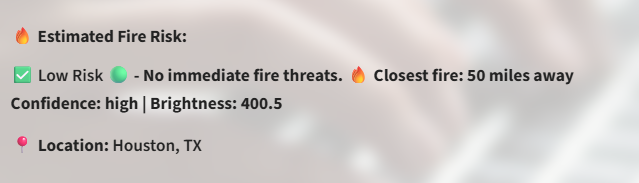 🔥 Estimated Fire Risk:
✅ Low Risk 🟢 - No immediate fire threats. 🔥 Closest fire: 50 miles away
Confidence: high | Brightness: 400.5
📍 Location: Houston, TX